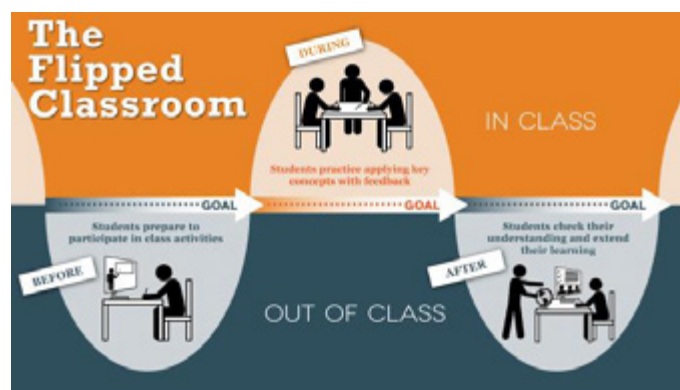 The
Flipped
Classroom
DURING
IN CLASS
Students practice applying key
concepts with feedback
GOAL
GOAL
GOAL
Students prepare to
participate in class activities
BEFORE
Students check their
understanding and extend
their learning
AFTER
OUT OF CLASS